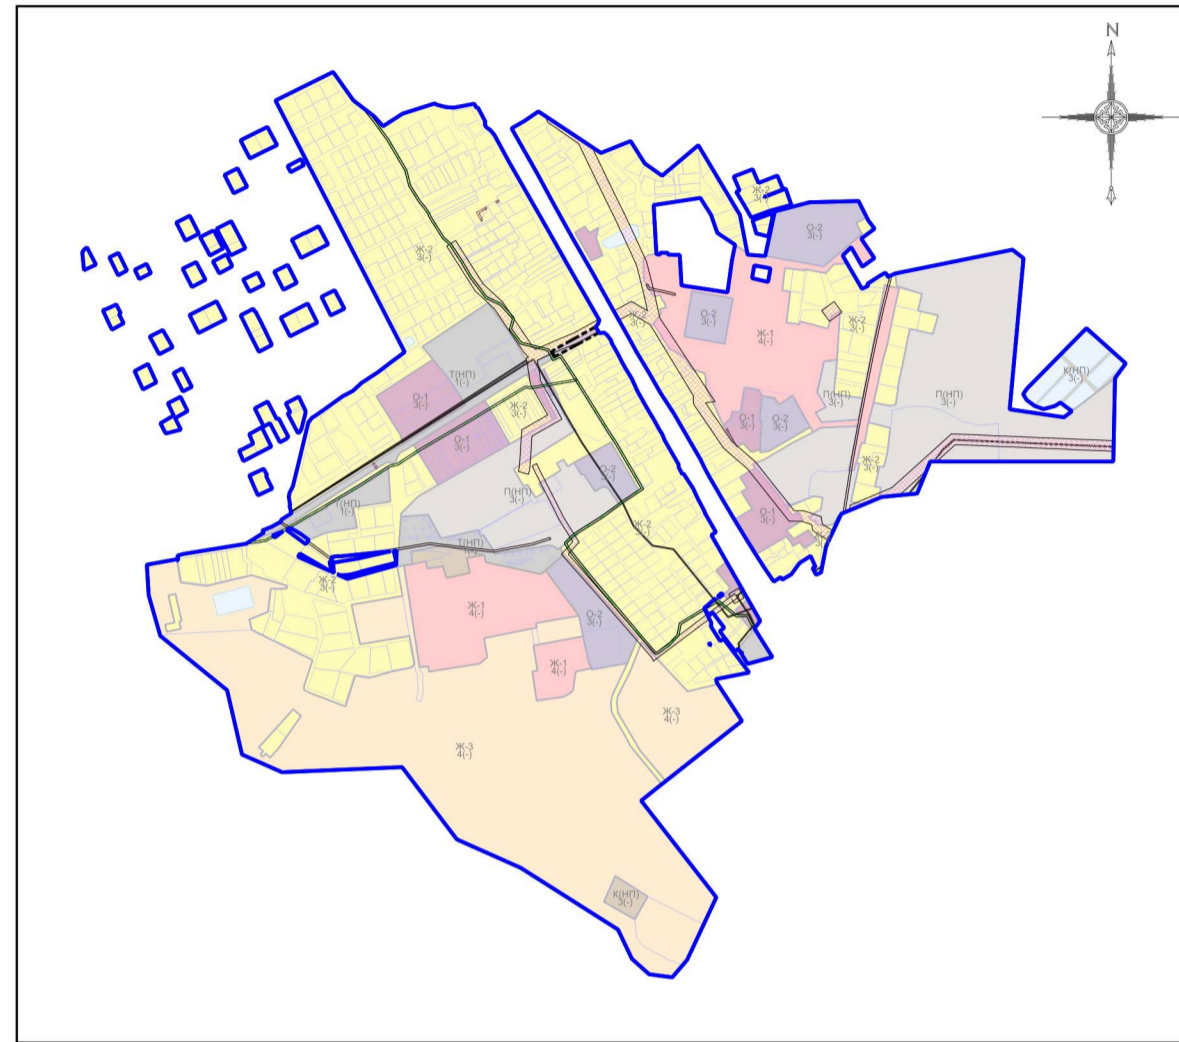 N
Ж-2
3(-)
О-2
3(-)
Ж-2
3(-)
О-2
3(-)
Ж-2
3(-)
Ж-1
4(-)
Ж-2
3(-)
Т(НП)
1(-)
К(НП)
3(-)
О-1
3(-)
Ж-2
3(-)
П(НП)
3(-)
П(НП)
3(-)
О-1
3(-)
О-1
3(-)
О-2
3(-)
Ж-2
3(-)
О-2
П(НП)
3(-)
Т(НП)
1(-)
О-1
3(-)
Ж-2
3(-)
Т(НП)
Ж-2
3(-)
Ж-1
4(-)
О-2
3(-)
Ж-1
4(-)
Ж-3
4(-)
Ж-3
4(-)
К(НП)
3(-)